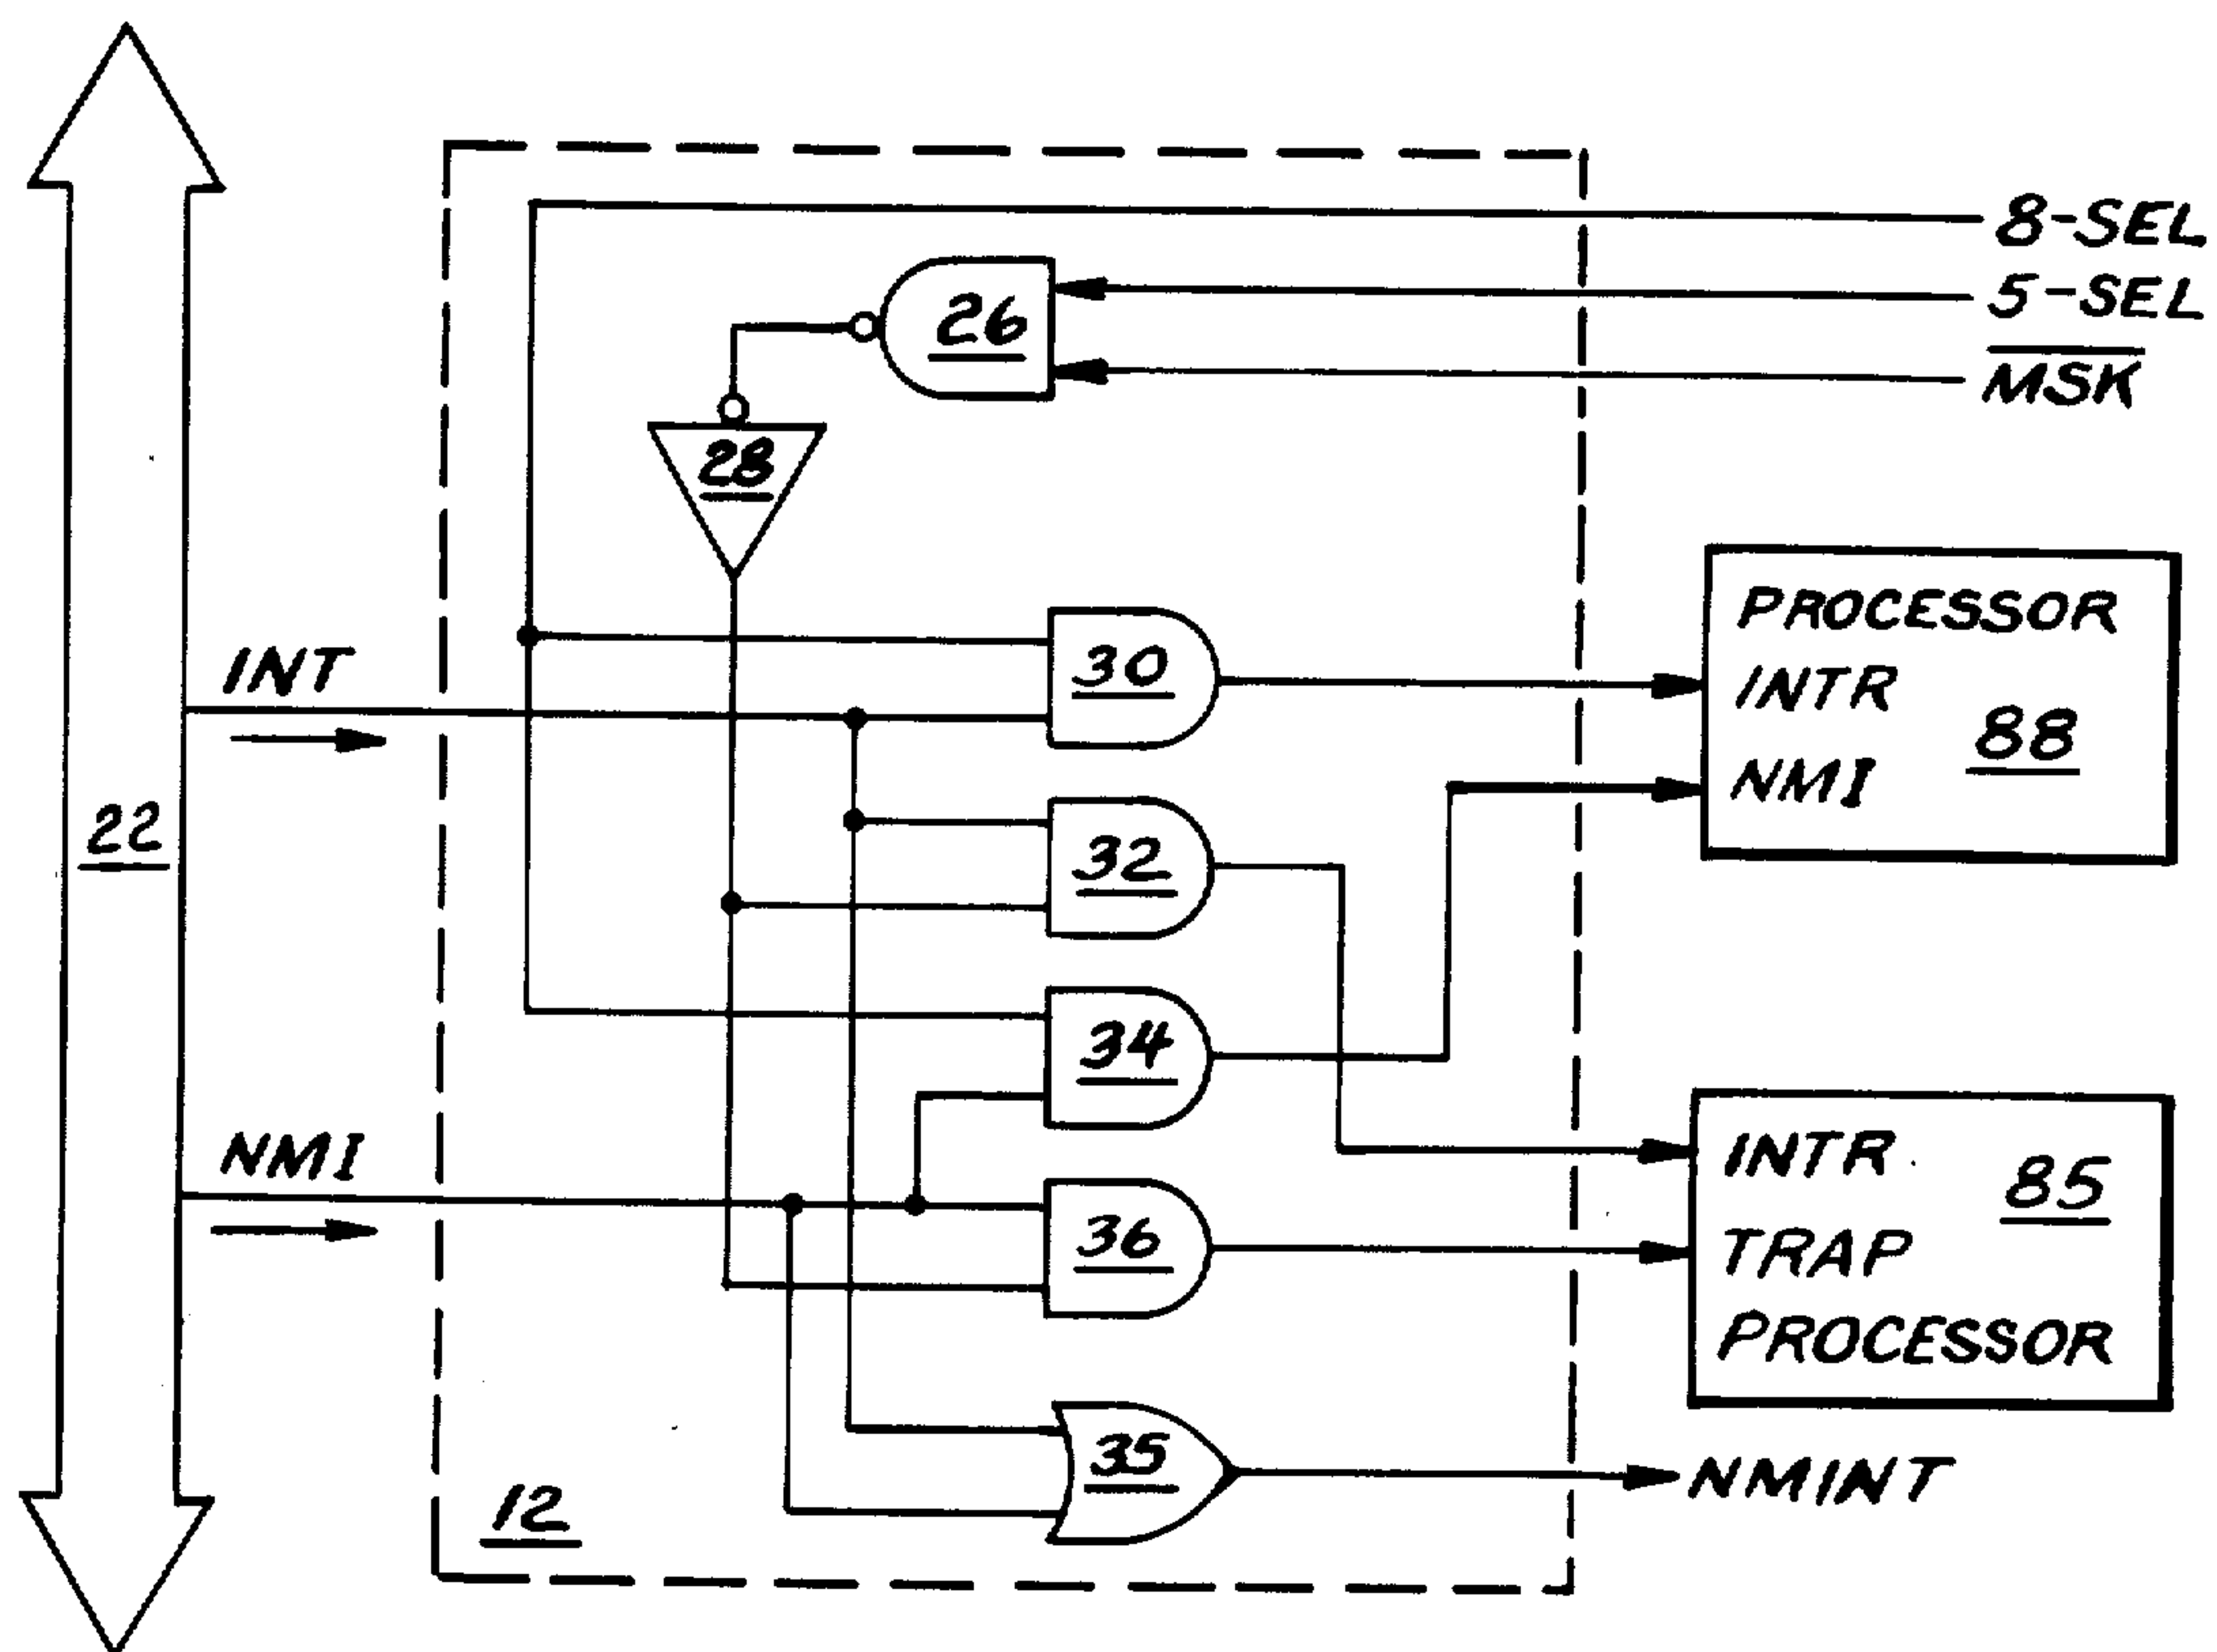 8-SEL
5-SEL
26
M̅S̅K̅
28
PROCESSOR
INT
30
INTR
88
NMI
22
32
34
NMI
INTR
85
36
TRAP
PROCESSOR
35
NMINT
12